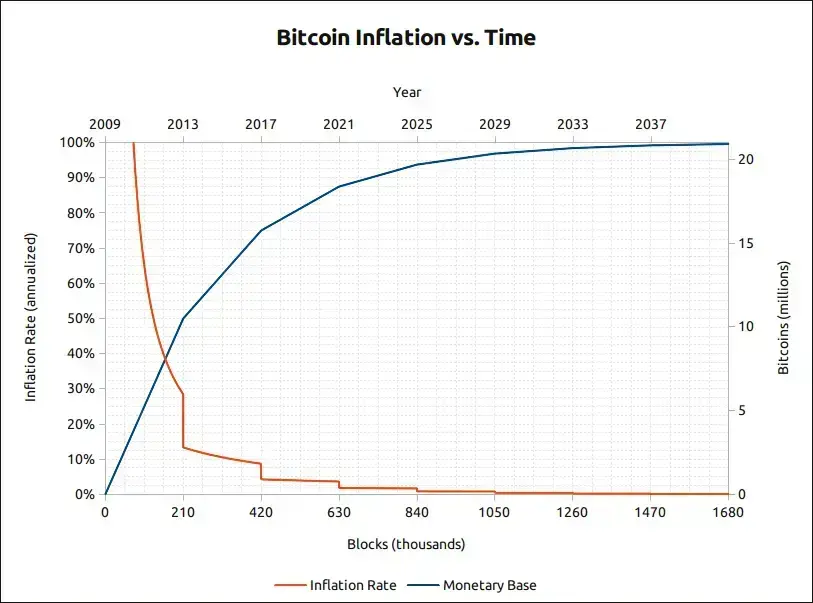 Bitcoin Inflation vs. Time
Year
2009 2013 2017 2021 2025 2029 2033 2037
100%
90%
80%
70%
60%
50%
40%
30%
20%
10%
0%
Inflation Rate (annualized)
20
15
10
5
0
Bitcoins (millions)
0 210 420 630 840 1050 1260 1470 1680
Blocks (thousands)
Inflation Rate Monetary Base